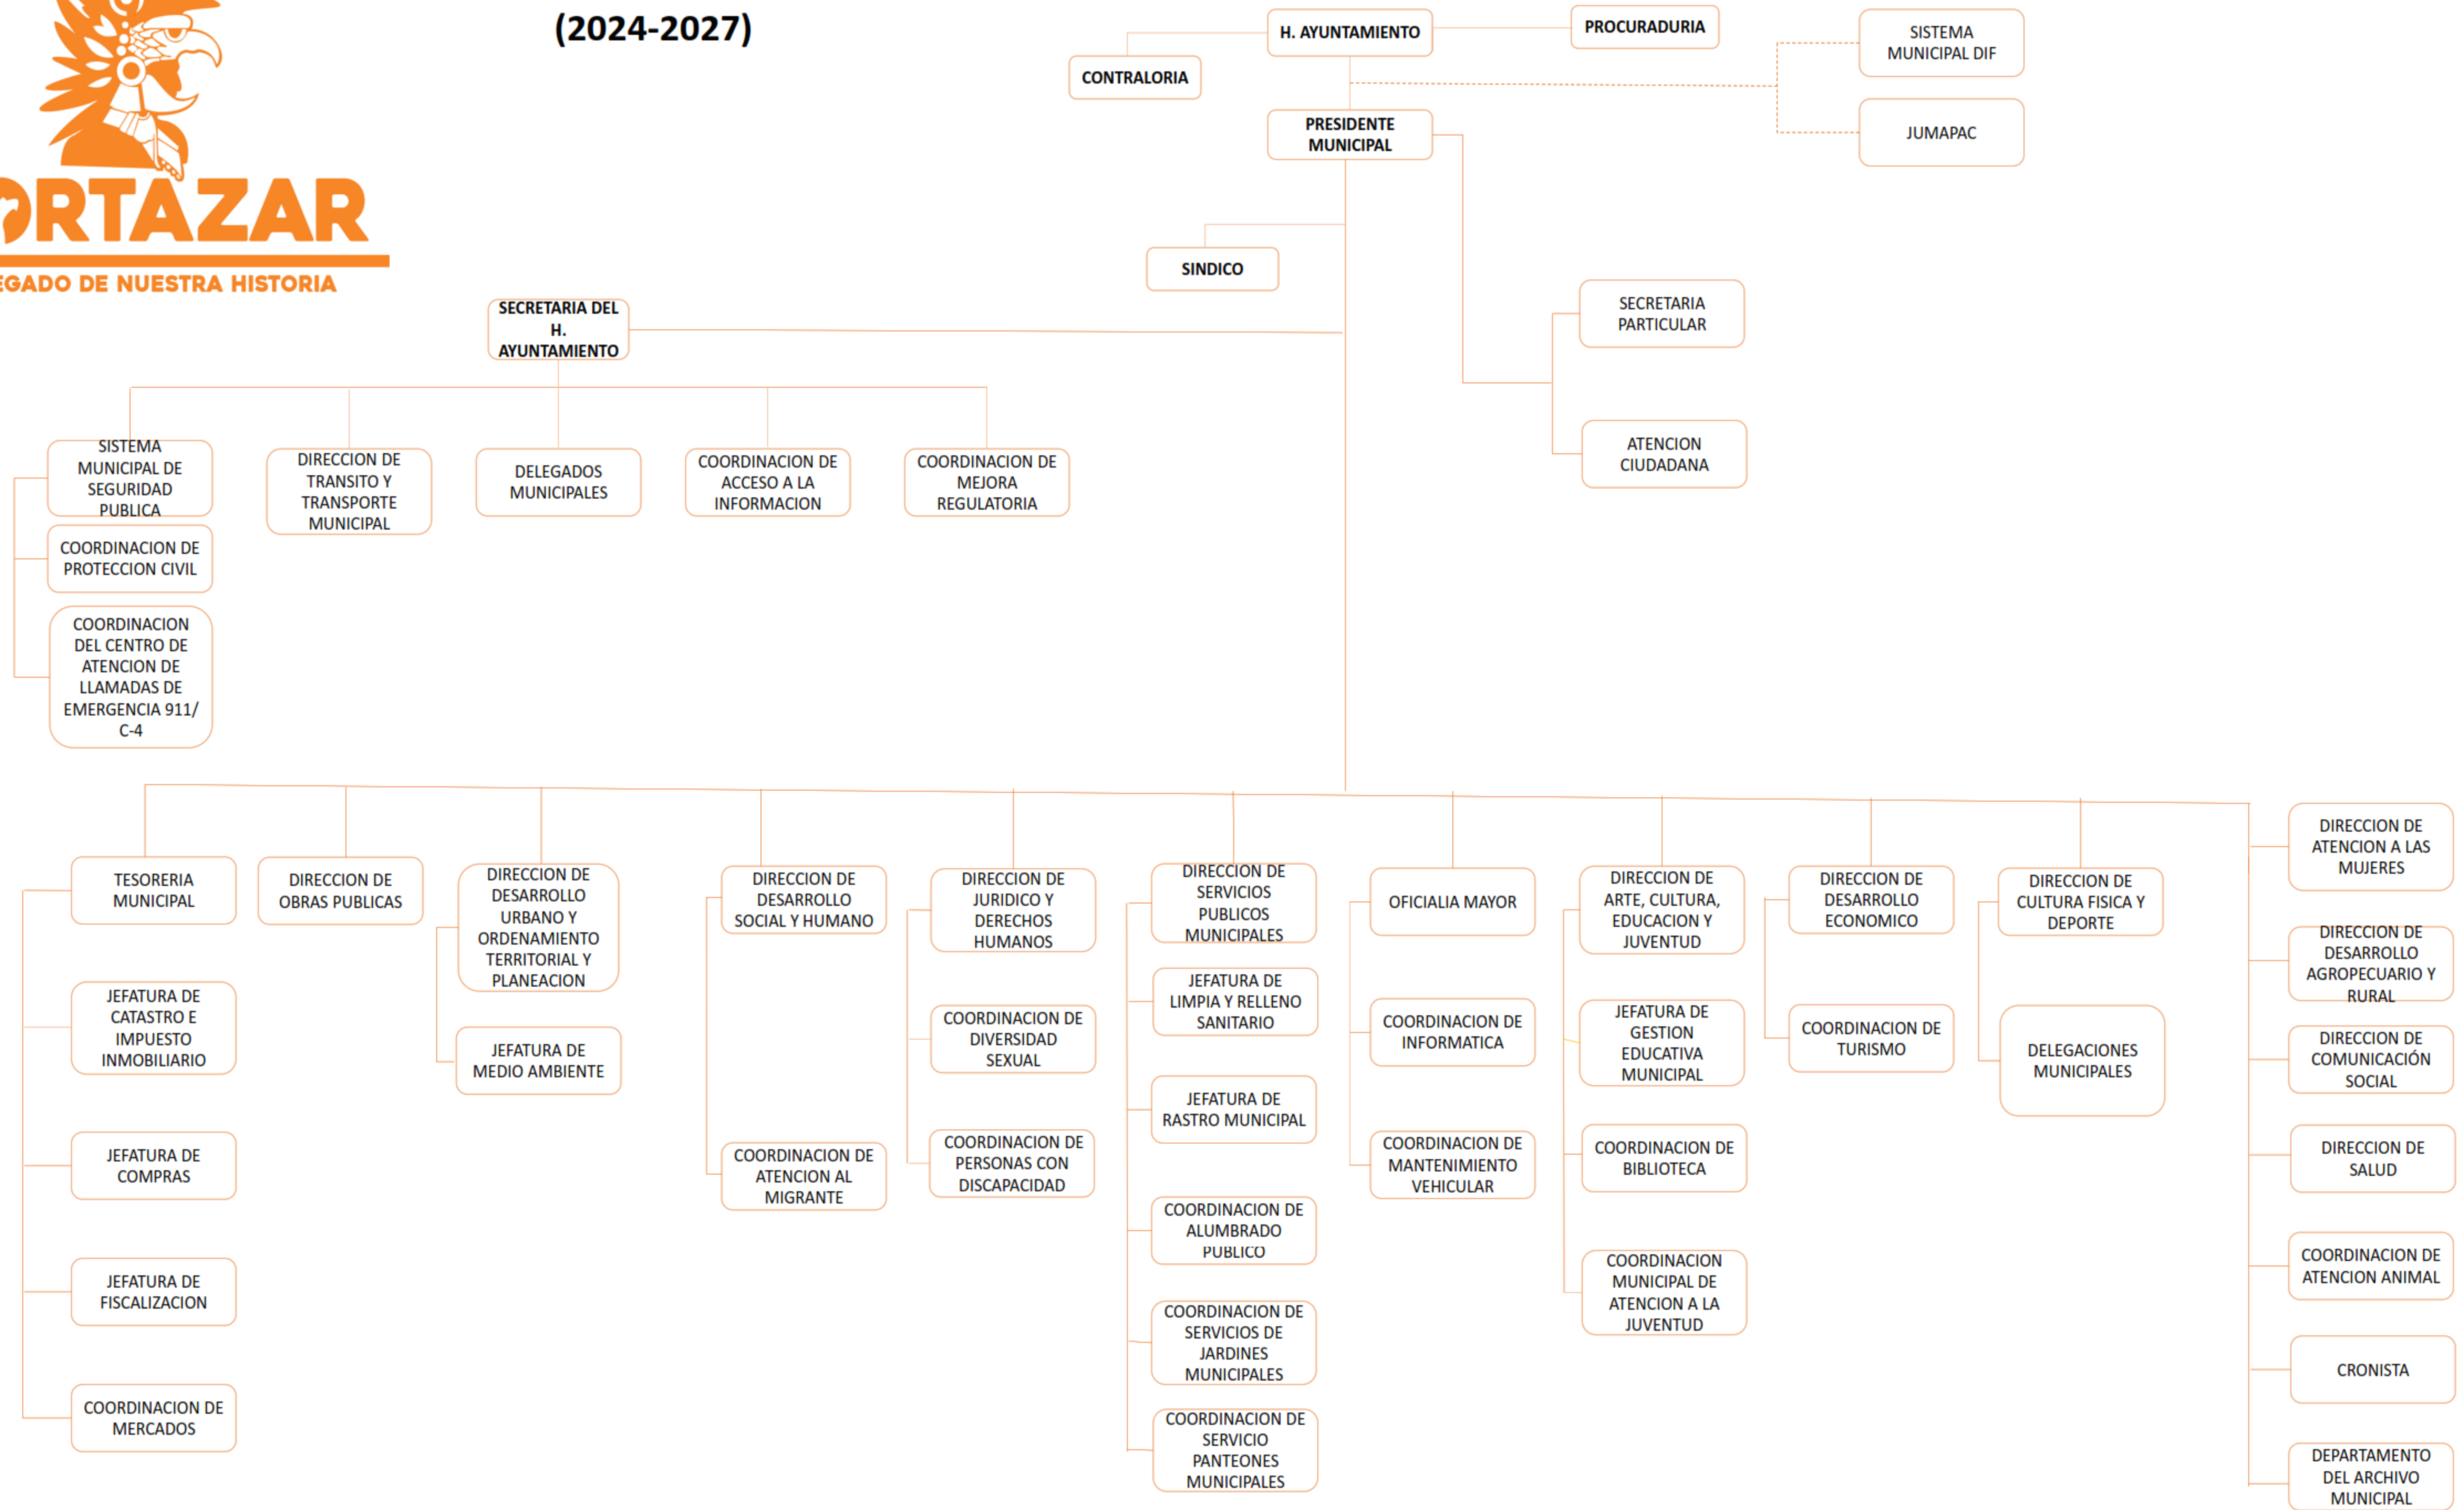 (2024-2027)
ORTAZAR
EGADO DE NUESTRA HISTORIA
H. AYUNTAMIENTO
PROCURADURIA
CONTRALORIA
SISTEMA
MUNICIPAL DIF
JUMAPAC
PRESIDENTE
MUNICIPAL
SINDICO
SECRETARIA
PARTICULAR
ATENCION
CIUDADANA
SECRETARIA DEL
H.
AYUNTAMIENTO
SISTEMA
MUNICIPAL DE
SEGURIDAD
PUBLICA
COORDINACION DE
PROTECCION CIVIL
COORDINACION
DEL CENTRO DE
ATENCION DE
LLAMADAS DE
EMERGENCIA 911/
C-4
DIRECCION DE
TRANSITO Y
TRANSPORTE
MUNICIPAL
DELEGADOS
MUNICIPALES
COORDINACION DE
ACCESO A LA
INFORMACION
COORDINACION DE
MEJORA
REGULATORIA
TESORERIA
MUNICIPAL
JEFATURA DE
CATASTRO E
IMPUESTO
INMOBILIARIO
JEFATURA DE
COMPRAS
JEFATURA DE
FISCALIZACION
COORDINACION DE
MERCADOS
DIRECCION DE
OBRAS PUBLICAS
DIRECCION DE
DESARROLLO
URBANO Y
ORDENAMIENTO
TERRITORIAL Y
PLANEACION
JEFATURA DE
MEDIO AMBIENTE
DIRECCION DE
DESARROLLO
SOCIAL Y HUMANO
COORDINACION DE
ATENCION AL
MIGRANTE
DIRECCION DE
JURIDICO Y
DERECHOS
HUMANOS
COORDINACION DE
DIVERSIDAD
SEXUAL
COORDINACION DE
PERSONAS CON
DISCAPACIDAD
DIRECCION DE
SERVICIOS
PUBLICOS
MUNICIPALES
JEFATURA DE
LIMPIA Y RELLENO
SANITARIO
JEFATURA DE
RASTRO MUNICIPAL
COORDINACION DE
ALUMBRADO
PUBLICO
COORDINACION DE
SERVICIOS DE
JARDINES
MUNICIPALES
COORDINACION DE
SERVICIO
PANTEONES
MUNICIPALES
OFICIALIA MAYOR
COORDINACION DE
INFORMATICA
COORDINACION DE
MANTENIMIENTO
VEHICULAR
DIRECCION DE
ARTE, CULTURA,
EDUCACION Y
JUVENTUD
JEFATURA DE
GESTION
EDUCATIVA
MUNICIPAL
COORDINACION DE
BIBLIOTECA
COORDINACION
MUNICIPAL DE
ATENCION A LA
JUVENTUD
DIRECCION DE
DESARROLLO
ECONOMICO
COORDINACION DE
TURISMO
DIRECCION DE
CULTURA FISICA Y
DEPORTE
DELEGACIONES
MUNICIPALES
DIRECCION DE
ATENCION A LAS
MUJERES
DIRECCION DE
DESARROLLO
AGROPECUARIO Y
RURAL
DIRECCION DE
COMUNICACIÓN
SOCIAL
DIRECCION DE
SALUD
COORDINACION DE
ATENCION ANIMAL
CRONISTA
DEPARTAMENTO
DEL ARCHIVO
MUNICIPAL